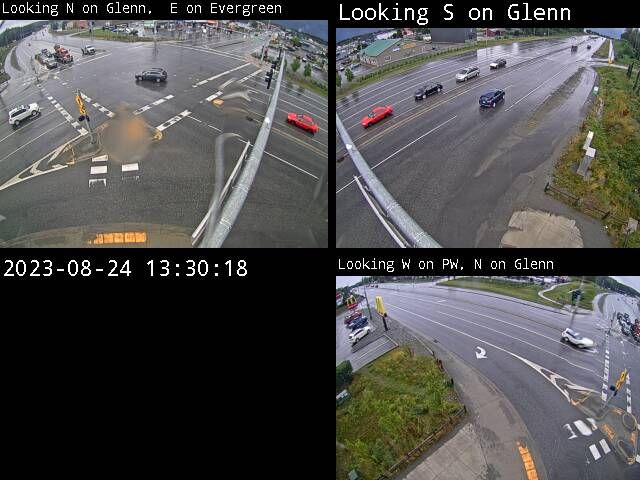 Looking N on Glenn, E on Evergreen
Looking S on Glenn
2023-08-24 13:30:18
Looking W on PW, N on Glenn